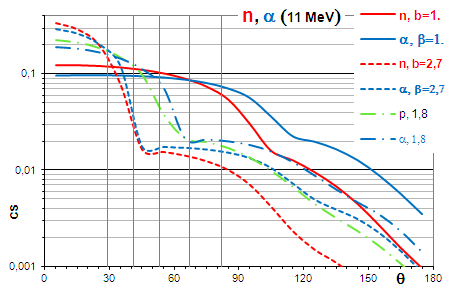 n, α (11 MeV)
n, b=1.
α, β=1.
n, b=2,7
α, β=2,7
p, 1,8
α, 1,8
0,1
0,01
0,001
cs
0 30 60 90 120 150 180
θ